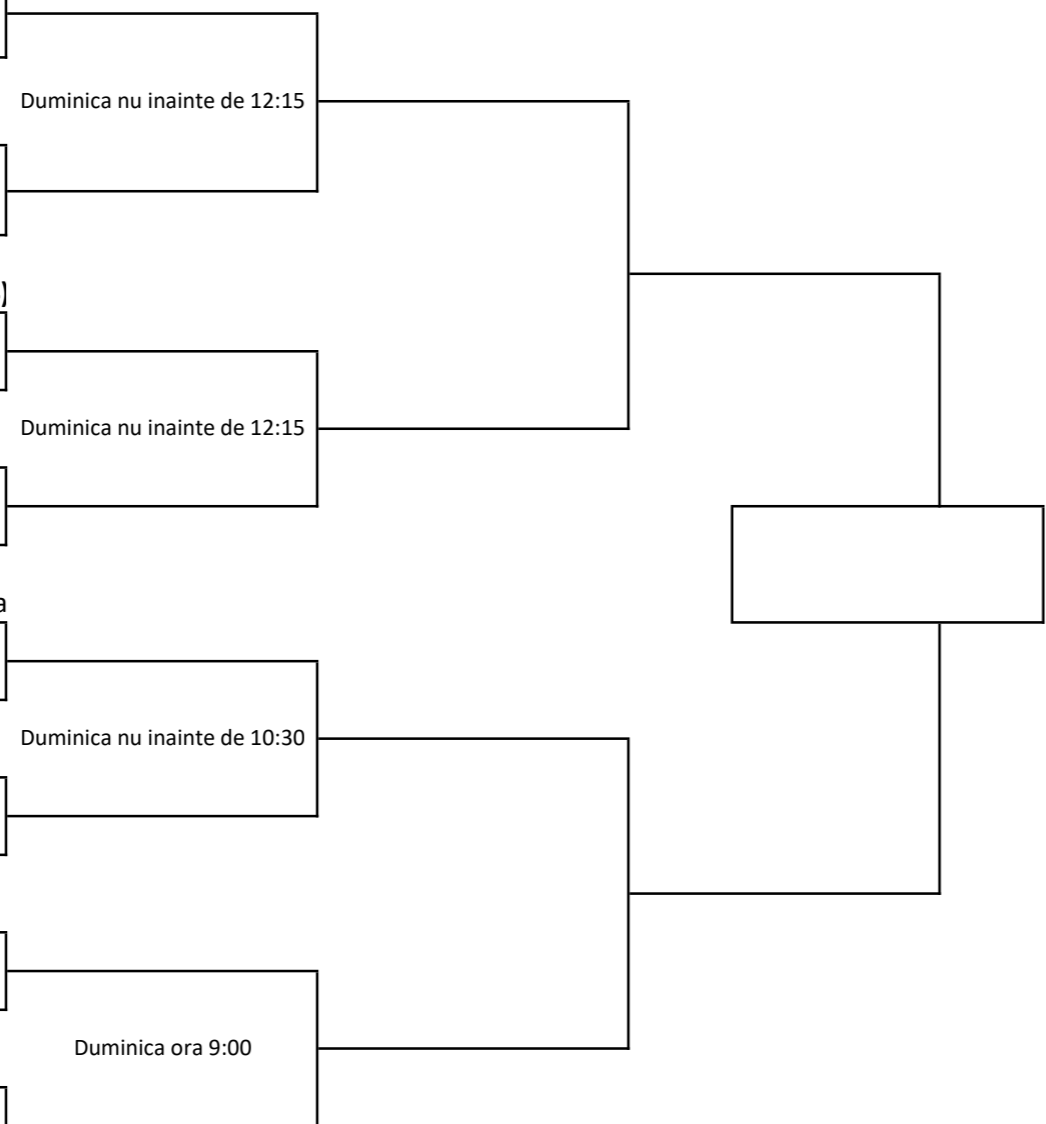 Duminica nu inainte de 12:15
)
Duminica nu inainte de 12:15
a
Duminica nu inainte de 10:30
Duminica ora 9:00